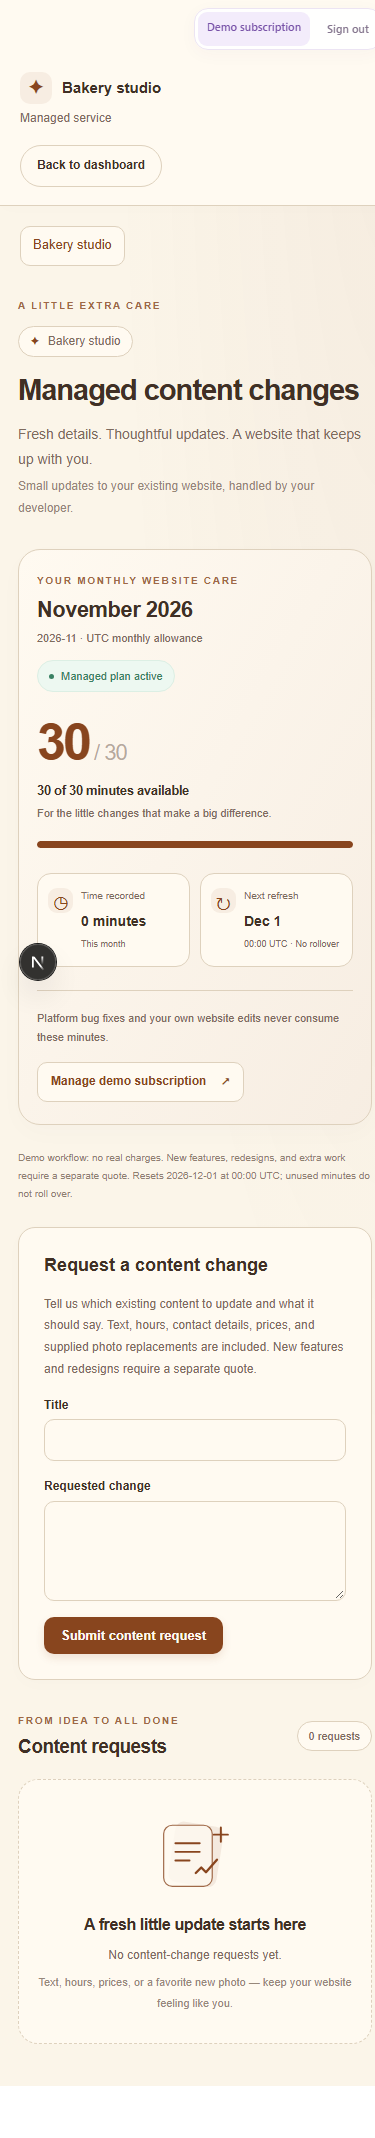 Demo subscription
Sign out
Bakery studio
Managed service
Back to dashboard
Bakery studio
A LITTLE EXTRA CARE
Bakery studio
Managed content changes
Fresh details. Thoughtful updates. A website that keeps
up with you.
Small updates to your existing website, handled by your
developer.
YOUR MONTHLY WEBSITE CARE
November 2026
2026-11 · UTC monthly allowance
Managed plan active
30 / 30
30 of 30 minutes available
For the little changes that make a big difference.
Time recorded
0 minutes
This month
Next refresh
Dec 1
00:00 UTC · No rollover
N
Platform bug fixes and your own website edits never consume
these minutes.
Manage demo subscription ↗
Demo workflow: no real charges. New features, redesigns, and extra work
require a separate quote. Resets 2026-12-01 at 00:00 UTC; unused minutes do
not roll over.
Request a content change
Tell us which existing content to update and what it
should say. Text, hours, contact details, prices, and
supplied photo replacements are included. New features
and redesigns require a separate quote.
Title
Requested change
Submit content request
FROM IDEA TO ALL DONE
Content requests
0 requests
A fresh little update starts here
No content-change requests yet.
Text, hours, prices, or a favorite new photo — keep your website
feeling like you.